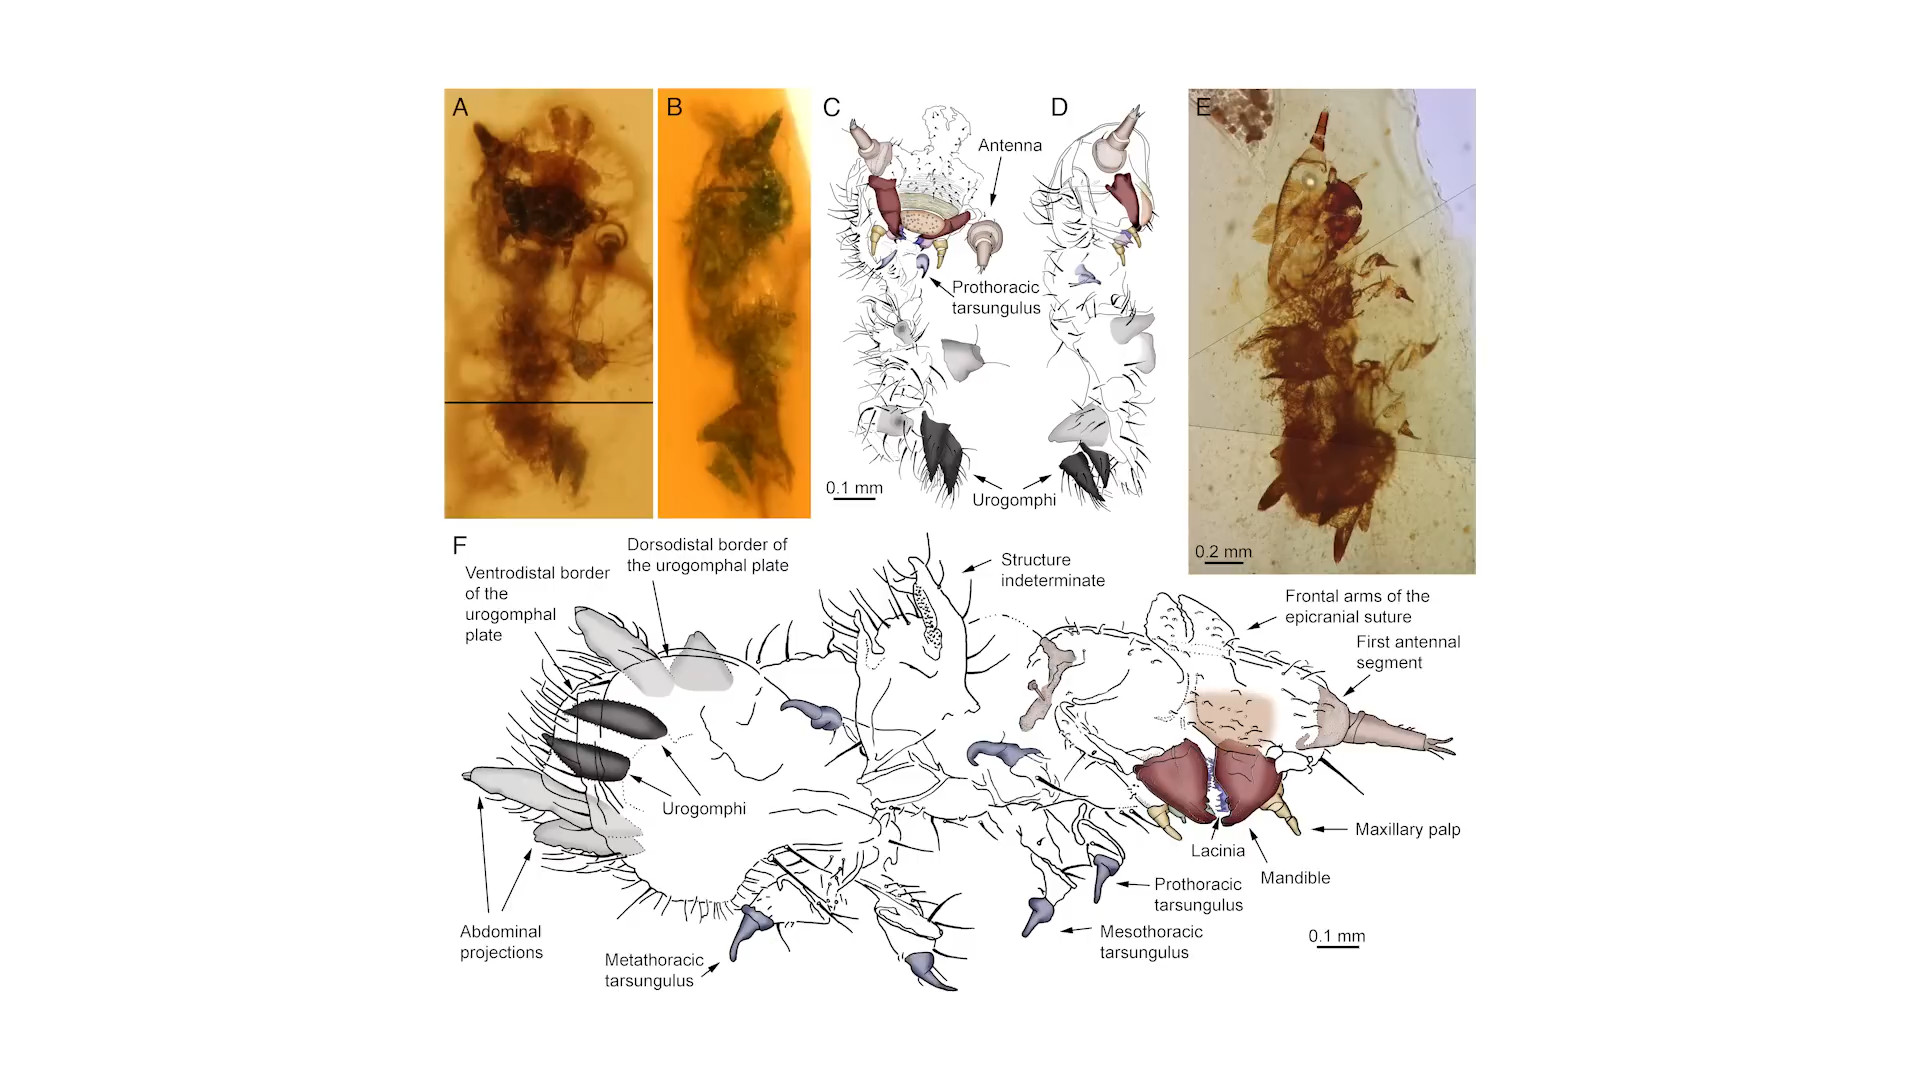 A
B
C
D
E
Antenna
Prothoracic
tarsungulus
0.1 mm
Urogomphi
0.2 mm
F
Ventrodistal border
of the
urogomphal
plate
Dorsodistal border of
the urogomphal plate
Structure
indeterminate
Frontal arms of the
epicranial suture
First antennal
segment
Urogomphi
Maxillary palp
Lacinia
Mandible
Prothoracic
tarsungulus
Mesothoracic
tarsungulus
0.1 mm
Abdominal
projections
Metathoracic
tarsungulus